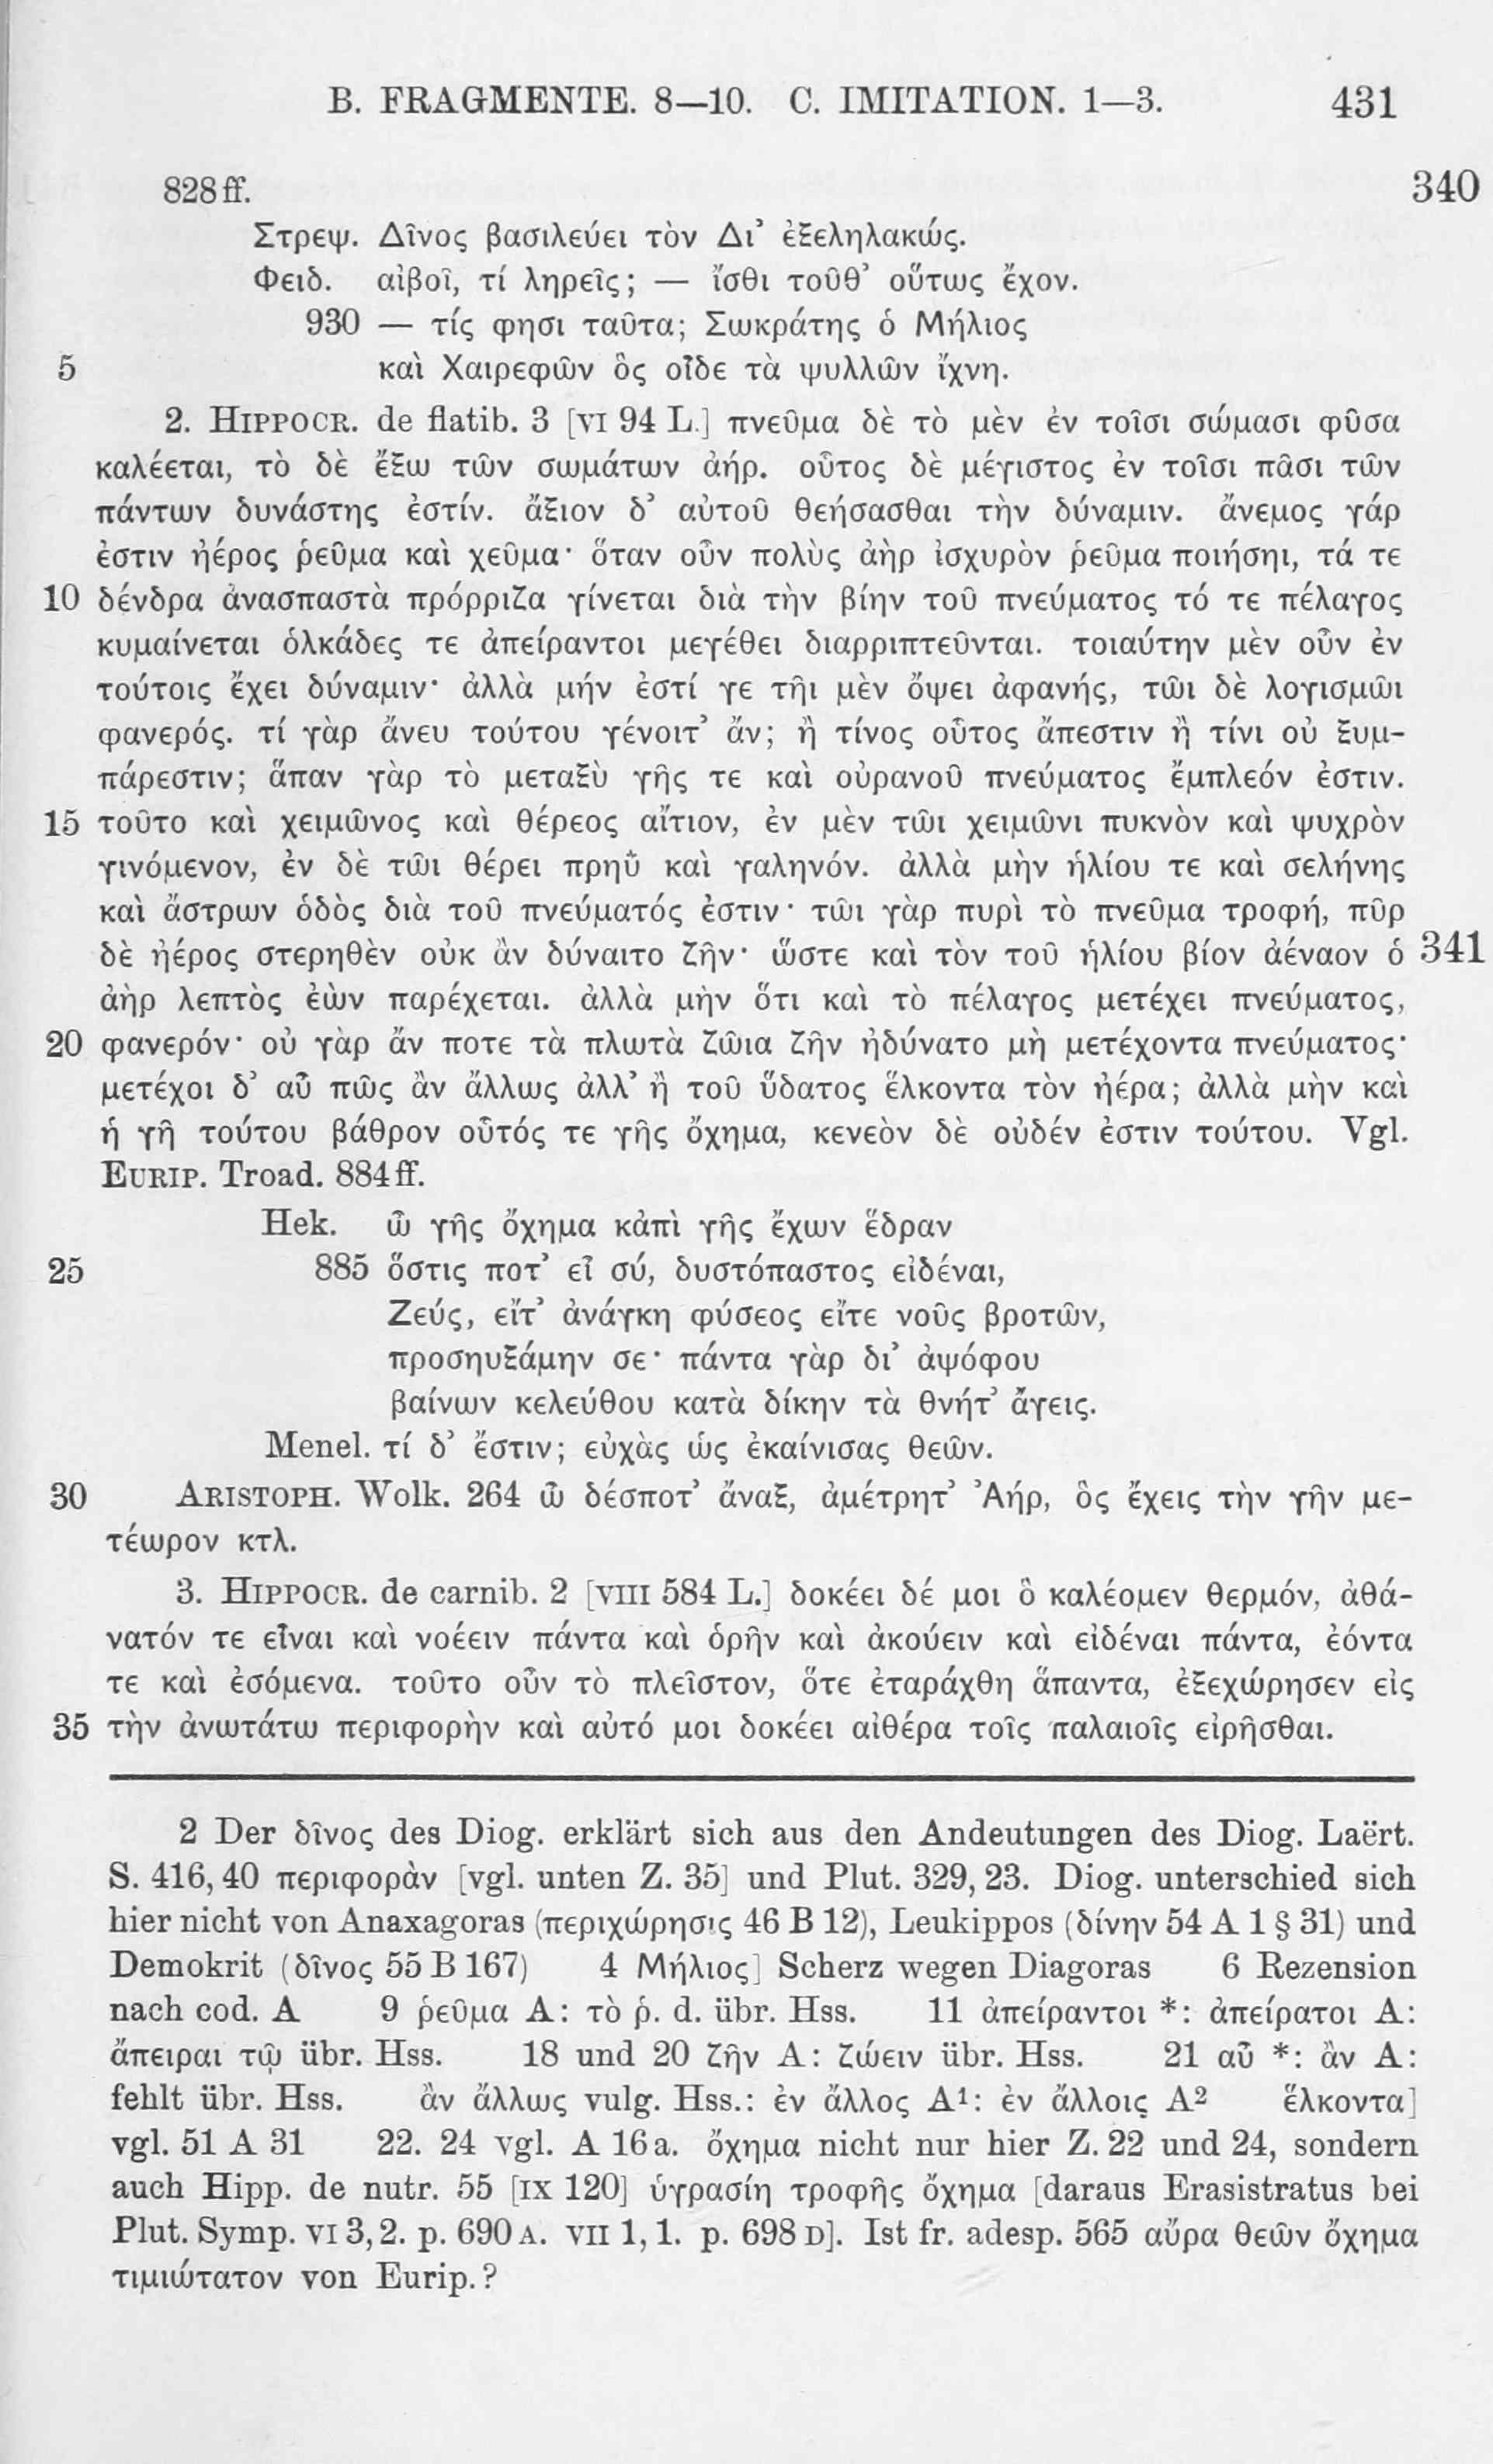 B. FRAGMENTE. 8—10. C. IMITATION. 1—3. 431
828 ff. 340
Στρεψ. Δῖνος βασιλεύει τὸν Δι’ ἐξεληλακώς.
Φειδ. αἰβοῖ, τί ληρεῖς; — ἴσθι τοῦθ’ οὕτως ἔχον.
930 — τίς φησι ταῦτα; Σωκράτης ὁ Μήλιος
5 καὶ Χαιρεφῶν ὃς οἶδε τὰ ψυλλῶν ἴχνη.
2. HIPPOCR. de flatib. 3 [VI 94 L.] πνεῦμα δὲ τὸ μὲν ἐν τοῖσι σώμασι φῦσα
καλέεται, τὸ δὲ ἔξω τῶν σωμάτων ἀήρ. οὗτος δὲ μέγιστος ἐν τοῖσι πᾶσι τῶν
πάντων δυνάστης ἐστίν. ἄξιον δ’ αὐτοῦ θεήσασθαι τὴν δύναμιν. ἄνεμος γάρ
ἐστιν ἠέρος ῥεῦμα καὶ χεῦμα· ὅταν οὖν πολὺς ἀὴρ ἰσχυρὸν ῥεῦμα ποιήσηι, τά τε
10 δένδρα ἀνασπαστὰ πρόρριζα γίνεται διὰ τὴν βίην τοῦ πνεύματος τό τε πέλαγος
κυμαίνεται ὁλκάδες τε ἀπείραντοι μεγέθει διαρριπτεῦνται. τοιαύτην μὲν οὖν ἐν
τούτοις ἔχει δύναμιν· ἀλλὰ μήν ἐστί γε τῆι μὲν ὄψει ἀφανής, τῶι δὲ λογισμῶι
φανερός. τί γὰρ ἄνευ τούτου γένοιτ’ ἄν; ἢ τίνος οὗτος ἄπεστιν ἢ τίνι οὐ ξυμ-
πάρεστιν; ἅπαν γὰρ τὸ μεταξὺ γῆς τε καὶ οὐρανοῦ πνεύματος ἔμπλεόν ἐστιν.
15 τοῦτο καὶ χειμῶνος καὶ θέρεος αἴτιον, ἐν μὲν τῶι χειμῶνι πυκνὸν καὶ ψυχρὸν
γινόμενον, ἐν δὲ τῶι θέρει πρηῢ καὶ γαληνόν. ἀλλὰ μὴν ἡλίου τε καὶ σελήνης
καὶ ἄστρων ὁδὸς διὰ τοῦ πνεύματός ἐστιν· τῶι γὰρ πυρὶ τὸ πνεῦμα τροφή, πῦρ
δὲ ἠέρος στερηθὲν οὐκ ἂν δύναιτο ζῆν· ὥστε καὶ τὸν τοῦ ἡλίου βίον ἀέναον ὁ 341
ἀὴρ λεπτὸς ἐὼν παρέχεται. ἀλλὰ μὴν ὅτι καὶ τὸ πέλαγος μετέχει πνεύματος,
20 φανερόν· οὐ γὰρ ἄν ποτε τὰ πλωτὰ ζῶια ζῆν ἠδύνατο μὴ μετέχοντα πνεύματος·
μετέχοι δ’ αὖ πῶς ἂν ἄλλως ἀλλ’ ἢ τοῦ ὕδατος ἕλκοντα τὸν ἠέρα; ἀλλὰ μὴν καὶ
ἡ γῆ τούτου βάθρον οὗτός τε γῆς ὄχημα, κενεὸν δὲ οὐδέν ἐστιν τούτου. Vgl.
EURIP. Troad. 884 ff.
Hek. ὦ γῆς ὄχημα κἀπὶ γῆς ἔχων ἕδραν
25 885 ὅστις ποτ’ εἶ σύ, δυστόπαστος εἰδέναι,
Ζεύς, εἴτ’ ἀνάγκη φύσεος εἴτε νοῦς βροτῶν,
προσηυξάμην σε· πάντα γὰρ δι’ ἀψόφου
βαίνων κελεύθου κατὰ δίκην τὰ θνήτ’ ἄγεις.
Menel. τί δ’ ἔστιν; εὐχὰς ὡς ἐκαίνισας θεῶν.
30 ARISTOPH. Wolk. 264 ὦ δέσποτ’ ἄναξ, ἀμέτρητ’ Ἀήρ, ὃς ἔχεις τὴν γῆν με-
τέωρον κτλ.
3. HIPPOCR. de carnib. 2 [VIII 584 L.] δοκέει δέ μοι ὃ καλέομεν θερμόν, ἀθά-
νατόν τε εἶναι καὶ νοέειν πάντα καὶ ὁρῆν καὶ ἀκούειν καὶ εἰδέναι πάντα, ἐόντα
τε καὶ ἐσόμενα. τοῦτο οὖν τὸ πλεῖστον, ὅτε ἐταράχθη ἅπαντα, ἐξεχώρησεν εἰς
35 τὴν ἀνωτάτω περιφορὴν καὶ αὐτό μοι δοκέει αἰθέρα τοῖς παλαιοῖς εἰρῆσθαι.
2 Der δῖνος des Diog. erklärt sich aus den Andeutungen des Diog. Laërt.
S. 416, 40 περιφορὰν [vgl. unten Z. 35] und Plut. 329, 23. Diog. unterschied sich
hier nicht von Anaxagoras (περιχώρησις 46 B 12), Leukippos (δίνην 54 A 1 § 31) und
Demokrit (δῖνος 55 B 167) 4 Μήλιος] Scherz wegen Diagoras 6 Rezension
nach cod. A 9 ῥεῦμα A: τὸ ῥ. d. übr. Hss. 11 ἀπείραντοι *: ἀπείρατοι A:
ἄπειραι τῷ übr. Hss. 18 und 20 ζῆν A: ζώειν übr. Hss. 21 αὖ *: ἂν A:
fehlt übr. Hss. ἂν ἄλλως vulg. Hss.: ἐν ἄλλος A¹: ἐν ἄλλοις A² ἕλκοντα]
vgl. 51 A 31 22. 24 vgl. A 16a. ὄχημα nicht nur hier Z. 22 und 24, sondern
auch Hipp. de nutr. 55 [IX 120] ὑγρασίη τροφῆς ὄχημα [daraus Erasistratus bei
Plut. Symp. VI 3, 2. p. 690 A. VII 1, 1. p. 698 D]. Ist fr. adesp. 565 αὔρα θεῶν ὄχημα
τιμιώτατον von Eurip.?